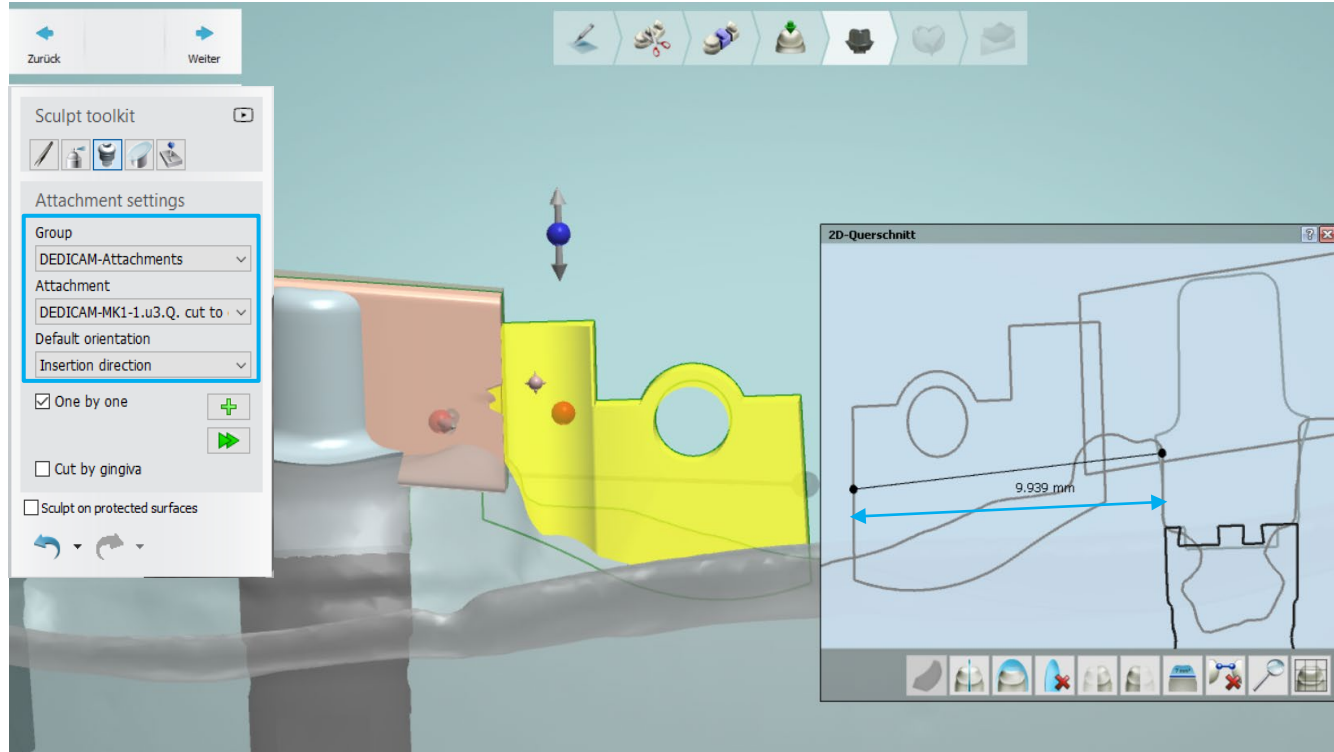 Zurück
Weiter
Sculpt toolkit
Attachment settings
Group
DEDICAM-Attachments
Attachment
DEDICAM-MK1-1.u3.Q. cut to
Default orientation
Insertion direction
One by one
Cut by gingiva
Sculpt on protected surfaces
2D-Querschnitt
9.939 mm